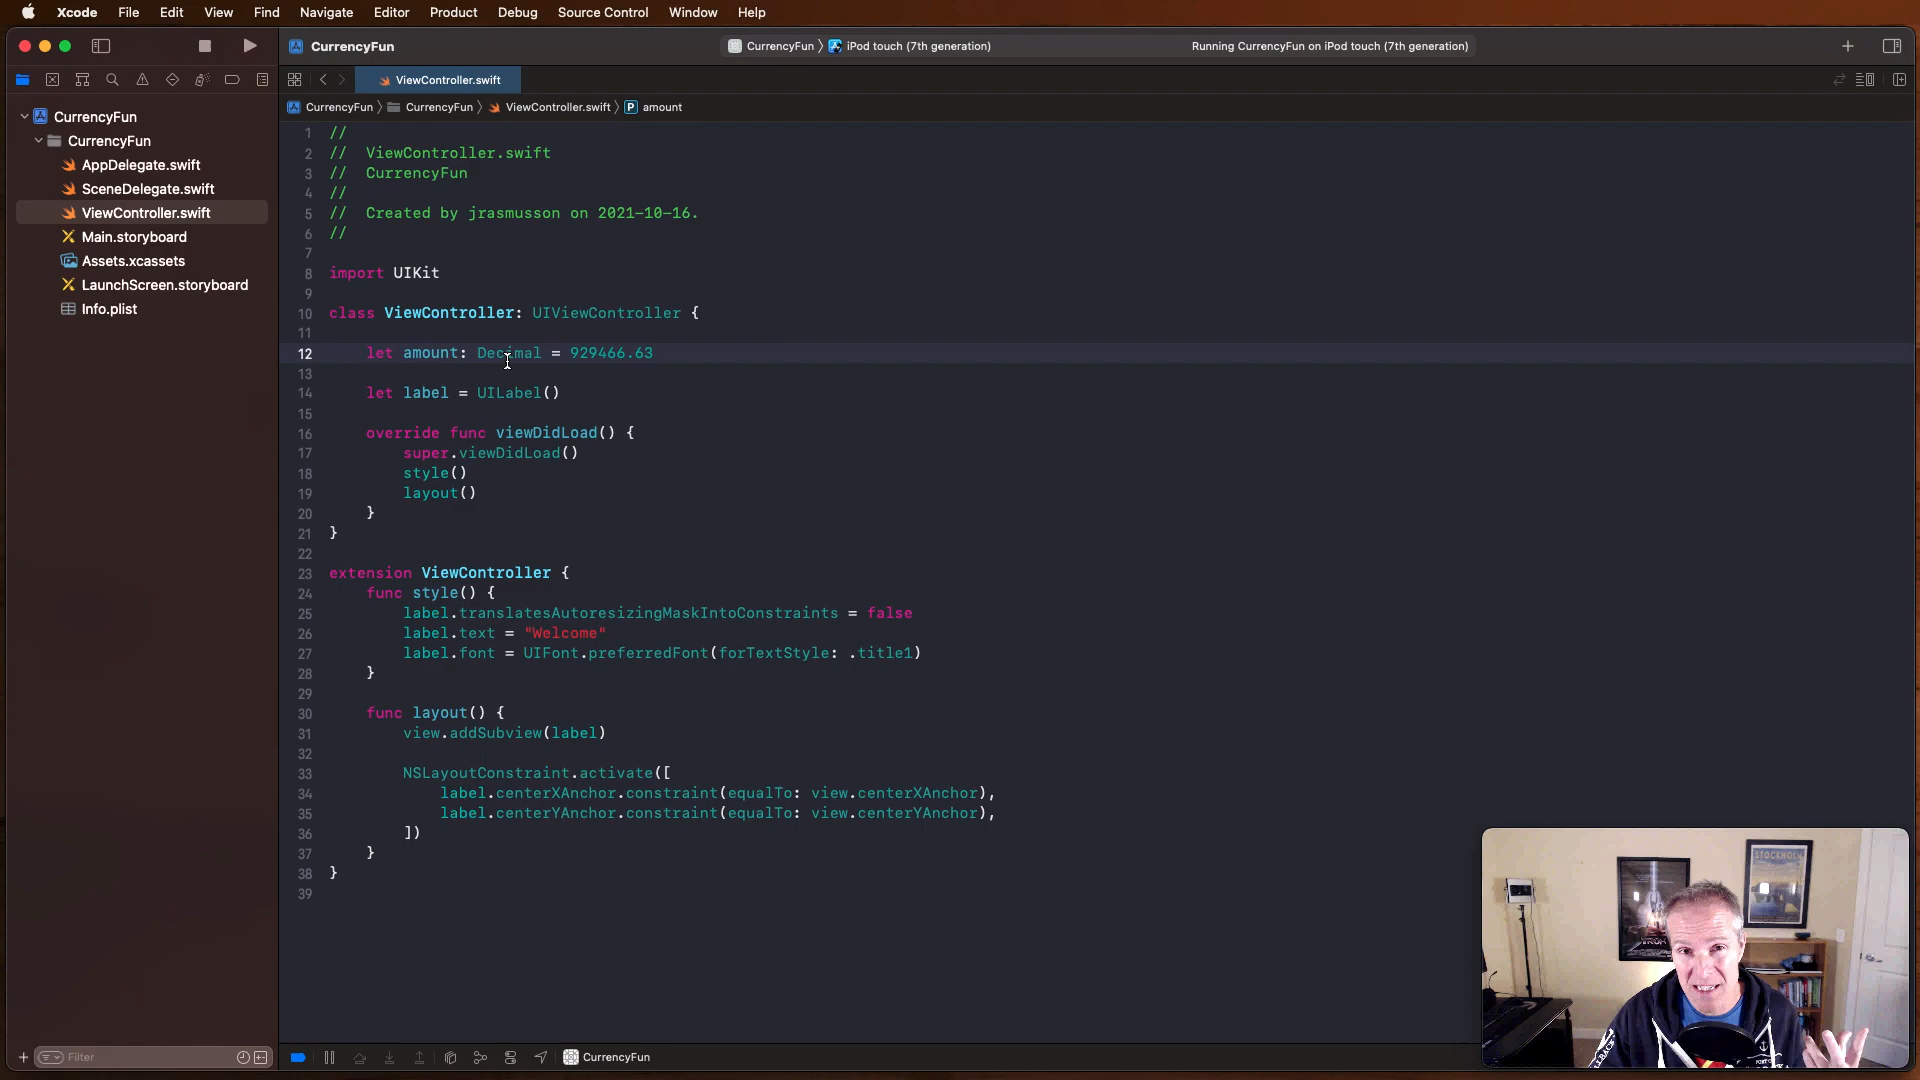 Xcode File Edit View Find Navigate Editor Product Debug Source Control Window Help
CurrencyFun
CurrencyFun 〉 iPod touch (7th generation)
Running CurrencyFun on iPod touch (7th generation)
ViewController.swift
CurrencyFun 〉 CurrencyFun 〉 ViewController.swift 〉 P amount
CurrencyFun
CurrencyFun
AppDelegate.swift
SceneDelegate.swift
ViewController.swift
Main.storyboard
Assets.xcassets
LaunchScreen.storyboard
Info.plist
1 //
2 // ViewController.swift
3 // CurrencyFun
4 //
5 // Created by jrasmusson on 2021-10-16.
6 //
7
8 import UIKit
9
10 class ViewController: UIViewController {
11
12 let amount: Decimal = 929466.63
13
14 let label = UILabel()
15
16 override func viewDidLoad() {
17 super.viewDidLoad()
18 style()
19 layout()
20 }
21 }
22
23 extension ViewController {
24 func style() {
25 label.translatesAutoresizingMaskIntoConstraints = false
26 label.text = "Welcome"
27 label.font = UIFont.preferredFont(forTextStyle: .title1)
28 }
29
30 func layout() {
31 view.addSubview(label)
32
33 NSLayoutConstraint.activate([
34 label.centerXAnchor.constraint(equalTo: view.centerXAnchor),
35 label.centerYAnchor.constraint(equalTo: view.centerYAnchor),
36 ])
37 }
38 }
39
STOCKHOLM
Filter
CurrencyFun